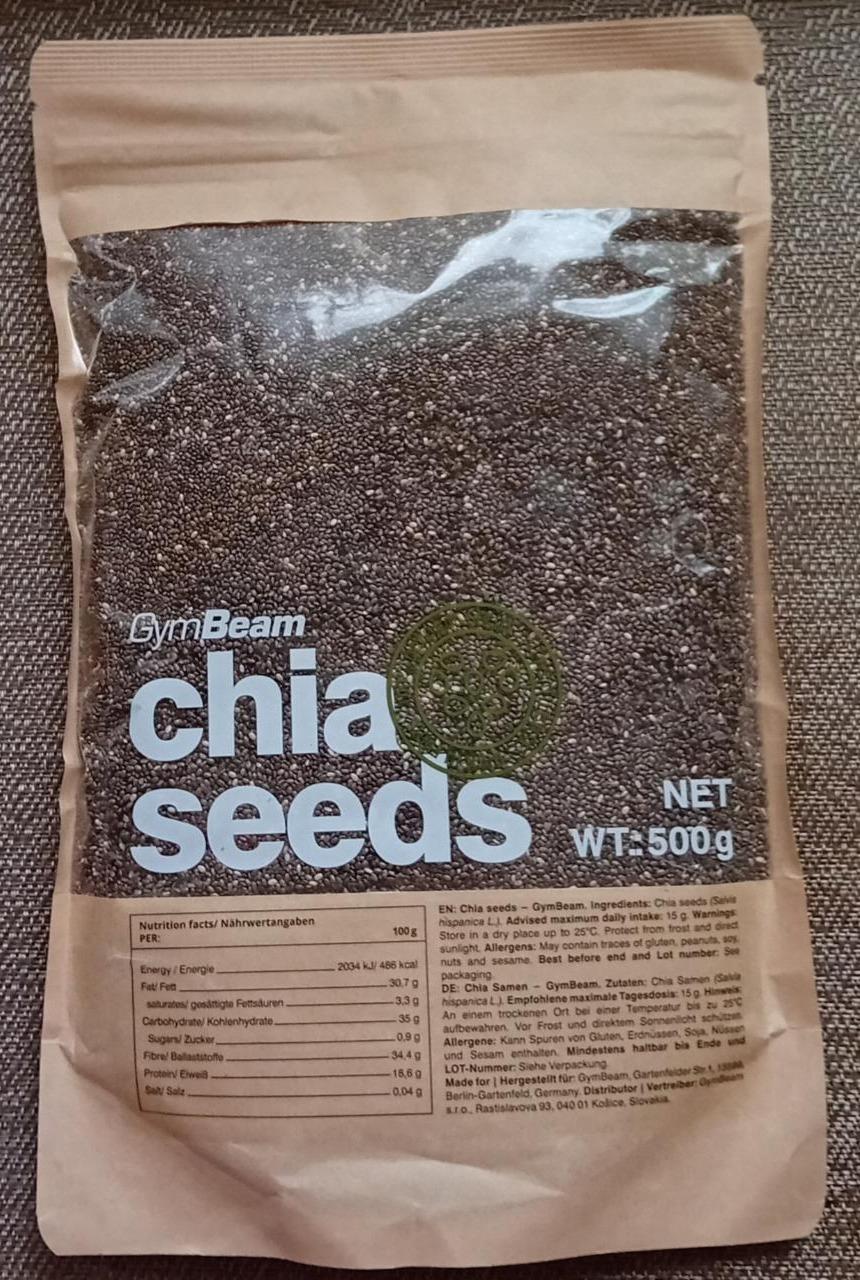 GymBeam
chia
seeds
NET
WT.: 500 g
Nutrition facts/ Nährwertangaben
PER: 100 g
Energy / Energie 2034 kJ/ 486 kcal
Fat/ Fett 30,7 g
saturates/ gesättigte Fettsäuren 3,3 g
Carbohydrate/ Kohlenhydrate 35 g
Sugars/ Zucker 0,9 g
Fibre/ Ballaststoffe 34,4 g
Protein/ Eiweiß 16,6 g
Salt/ Salz 0,04 g
EN: Chia seeds – GymBeam. Ingredients: Chia seeds (Salvia
hispanica L.). Advised maximum daily intake: 15 g. Warnings:
Store in a dry place up to 25°C. Protect from frost and direct
sunlight. Allergens: May contain traces of gluten, peanuts, soy,
nuts and sesame. Best before end and Lot number: See
packaging.
DE: Chia Samen – GymBeam. Zutaten: Chia Samen (Salvia
hispanica L.). Empfohlene maximale Tagesdosis: 15 g. Hinweis:
An einem trockenen Ort bei einer Temperatur bis zu 25°C
aufbewahren. Vor Frost und direktem Sonnenlicht schützen.
Allergene: Kann Spuren von Gluten, Erdnüssen, Soja, Nüssen
und Sesam enthalten. Mindestens haltbar bis Ende und
LOT-Nummer: Siehe Verpackung.
Made for | Hergestellt für: GymBeam, Gartenfelder Str.1,
Berlin-Gartenfeld, Germany. Distributor | Vertreiber: GymBeam
s.r.o., Rastislavova 93, 040 01 Košice, Slovakia.